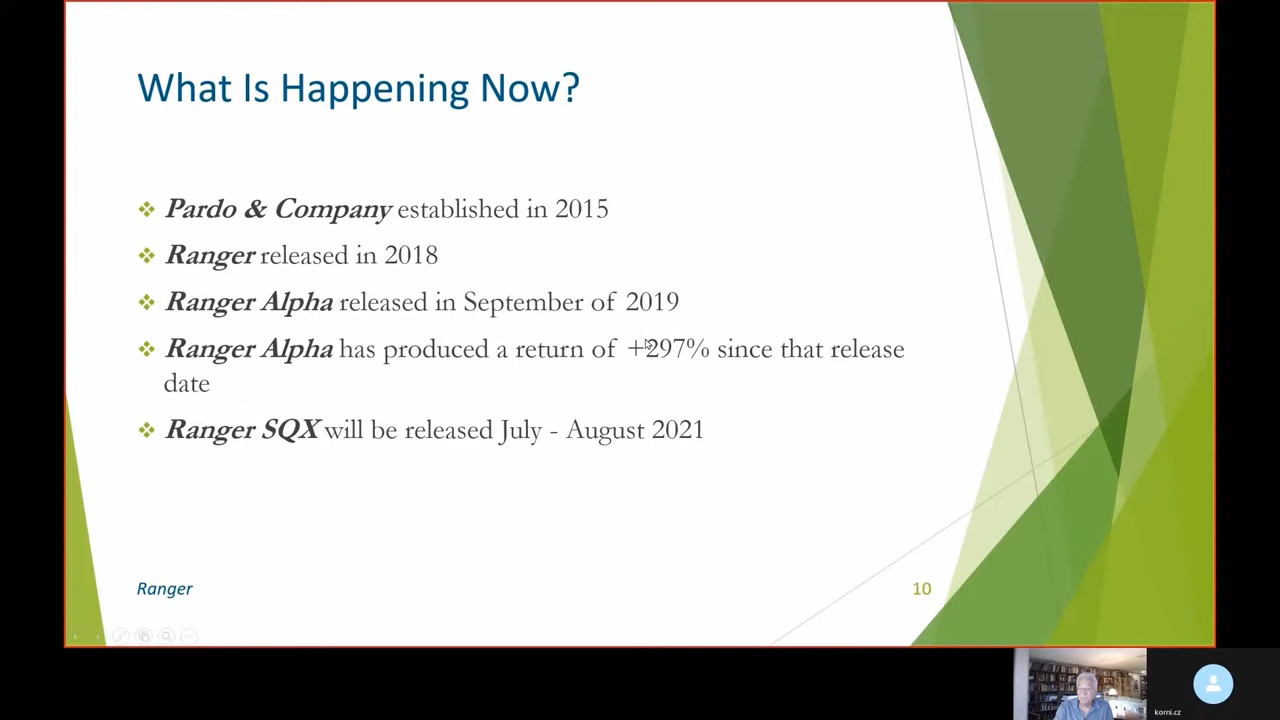 What Is Happening Now?
Pardo & Company established in 2015
Ranger released in 2018
Ranger Alpha released in September of 2019
Ranger Alpha has produced a return of +297% since that release
date
Ranger SQX will be released July - August 2021
Ranger
10
korni.cz